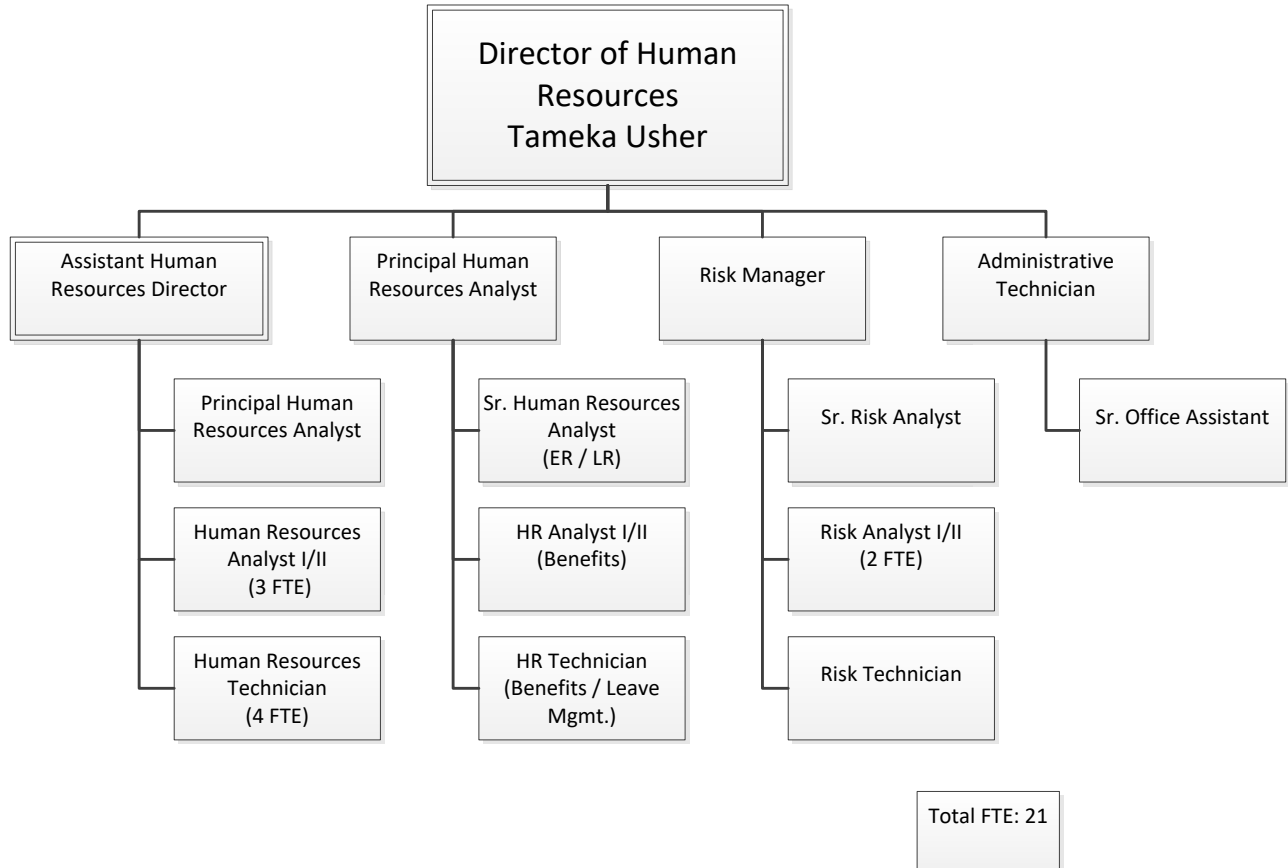 Director of Human
Resources
Tameka Usher
Assistant Human
Resources Director
Principal Human
Resources Analyst
Risk Manager
Administrative
Technician
Principal Human
Resources Analyst
Sr. Human Resources
Analyst
(ER / LR)
Sr. Risk Analyst
Sr. Office Assistant
Human Resources
Analyst I/II
(3 FTE)
HR Analyst I/II
(Benefits)
Risk Analyst I/II
(2 FTE)
Human Resources
Technician
(4 FTE)
HR Technician
(Benefits / Leave
Mgmt.)
Risk Technician
Total FTE: 21